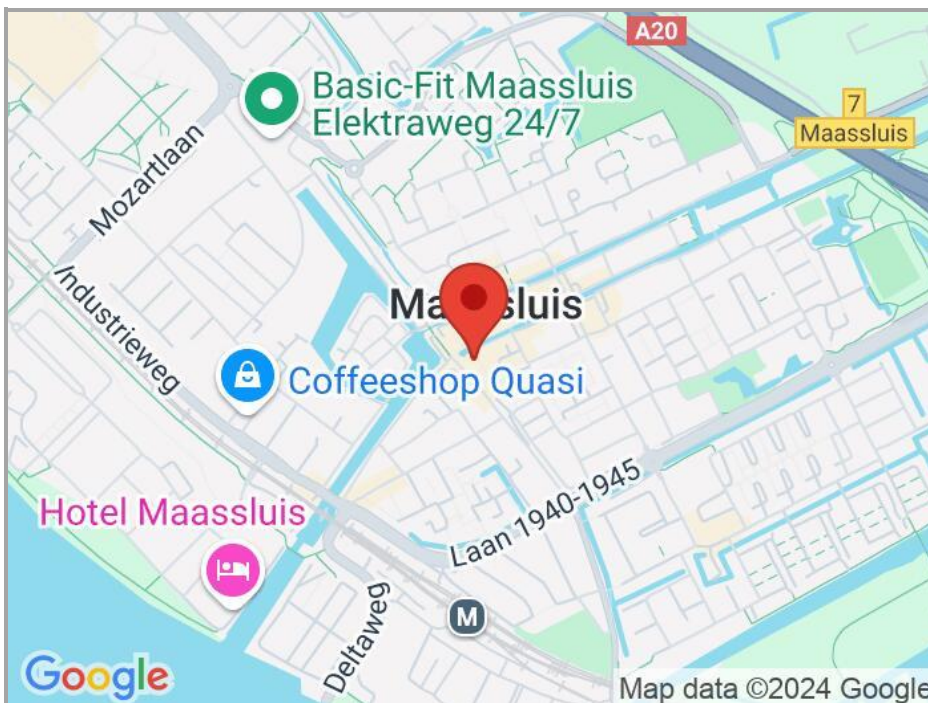 A20
Basic-Fit Maassluis
Elektraweg 24/7
7
Maassluis
Mozartlaan
Industrieweg
Maassluis
Coffeeshop Quasi
Hotel Maassluis
Laan 1940-1945
Deltaweg
M
Google
Map data ©2024 Google